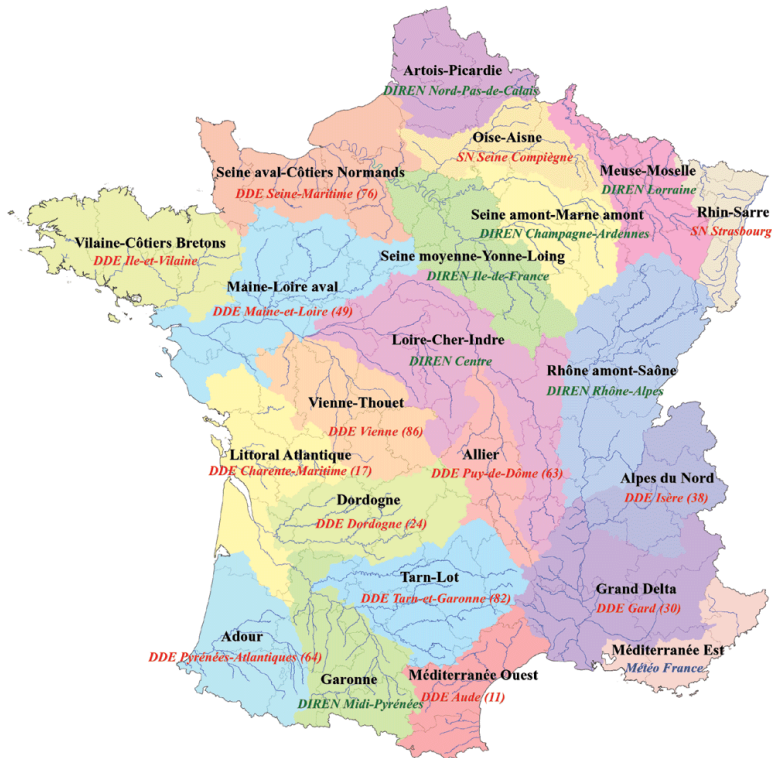 Artois-Picardie
DIREN Nord-Pas-de-Calais
Oise-Aisne
SN Seine Compiègne
Seine aval-Côtiers Normands
DDE Seine-Maritime (76)
Meuse-Moselle
DIREN Lorraine
Rhin-Sarre
SN Strasbourg
Seine amont-Marne amont
DIREN Champagne-Ardennes
Vilaine-Côtiers Bretons
DDE Ile-et-Vilaine
Seine moyenne-Yonne-Loing
DIREN Ile-de-France
Maine-Loire aval
DDE Maine-et-Loire (49)
Loire-Cher-Indre
DIREN Centre
Rhône amont-Saône
DIREN Rhône-Alpes
Vienne-Thouet
DDE Vienne (86)
Littoral Atlantique
DDE Charente-Maritime (17)
Allier
DDE Puy-de-Dôme (63)
Alpes du Nord
DDE Isère (38)
Dordogne
DDE Dordogne (24)
Tarn-Lot
DDE Tarn-et-Garonne (82)
Grand Delta
DDE Gard (30)
Adour
DDE Pyrénées-Atlantiques (64)
Méditerranée Est
Météo France
Garonne
DIREN Midi-Pyrénées
Méditerranée Ouest
DDE Aude (11)